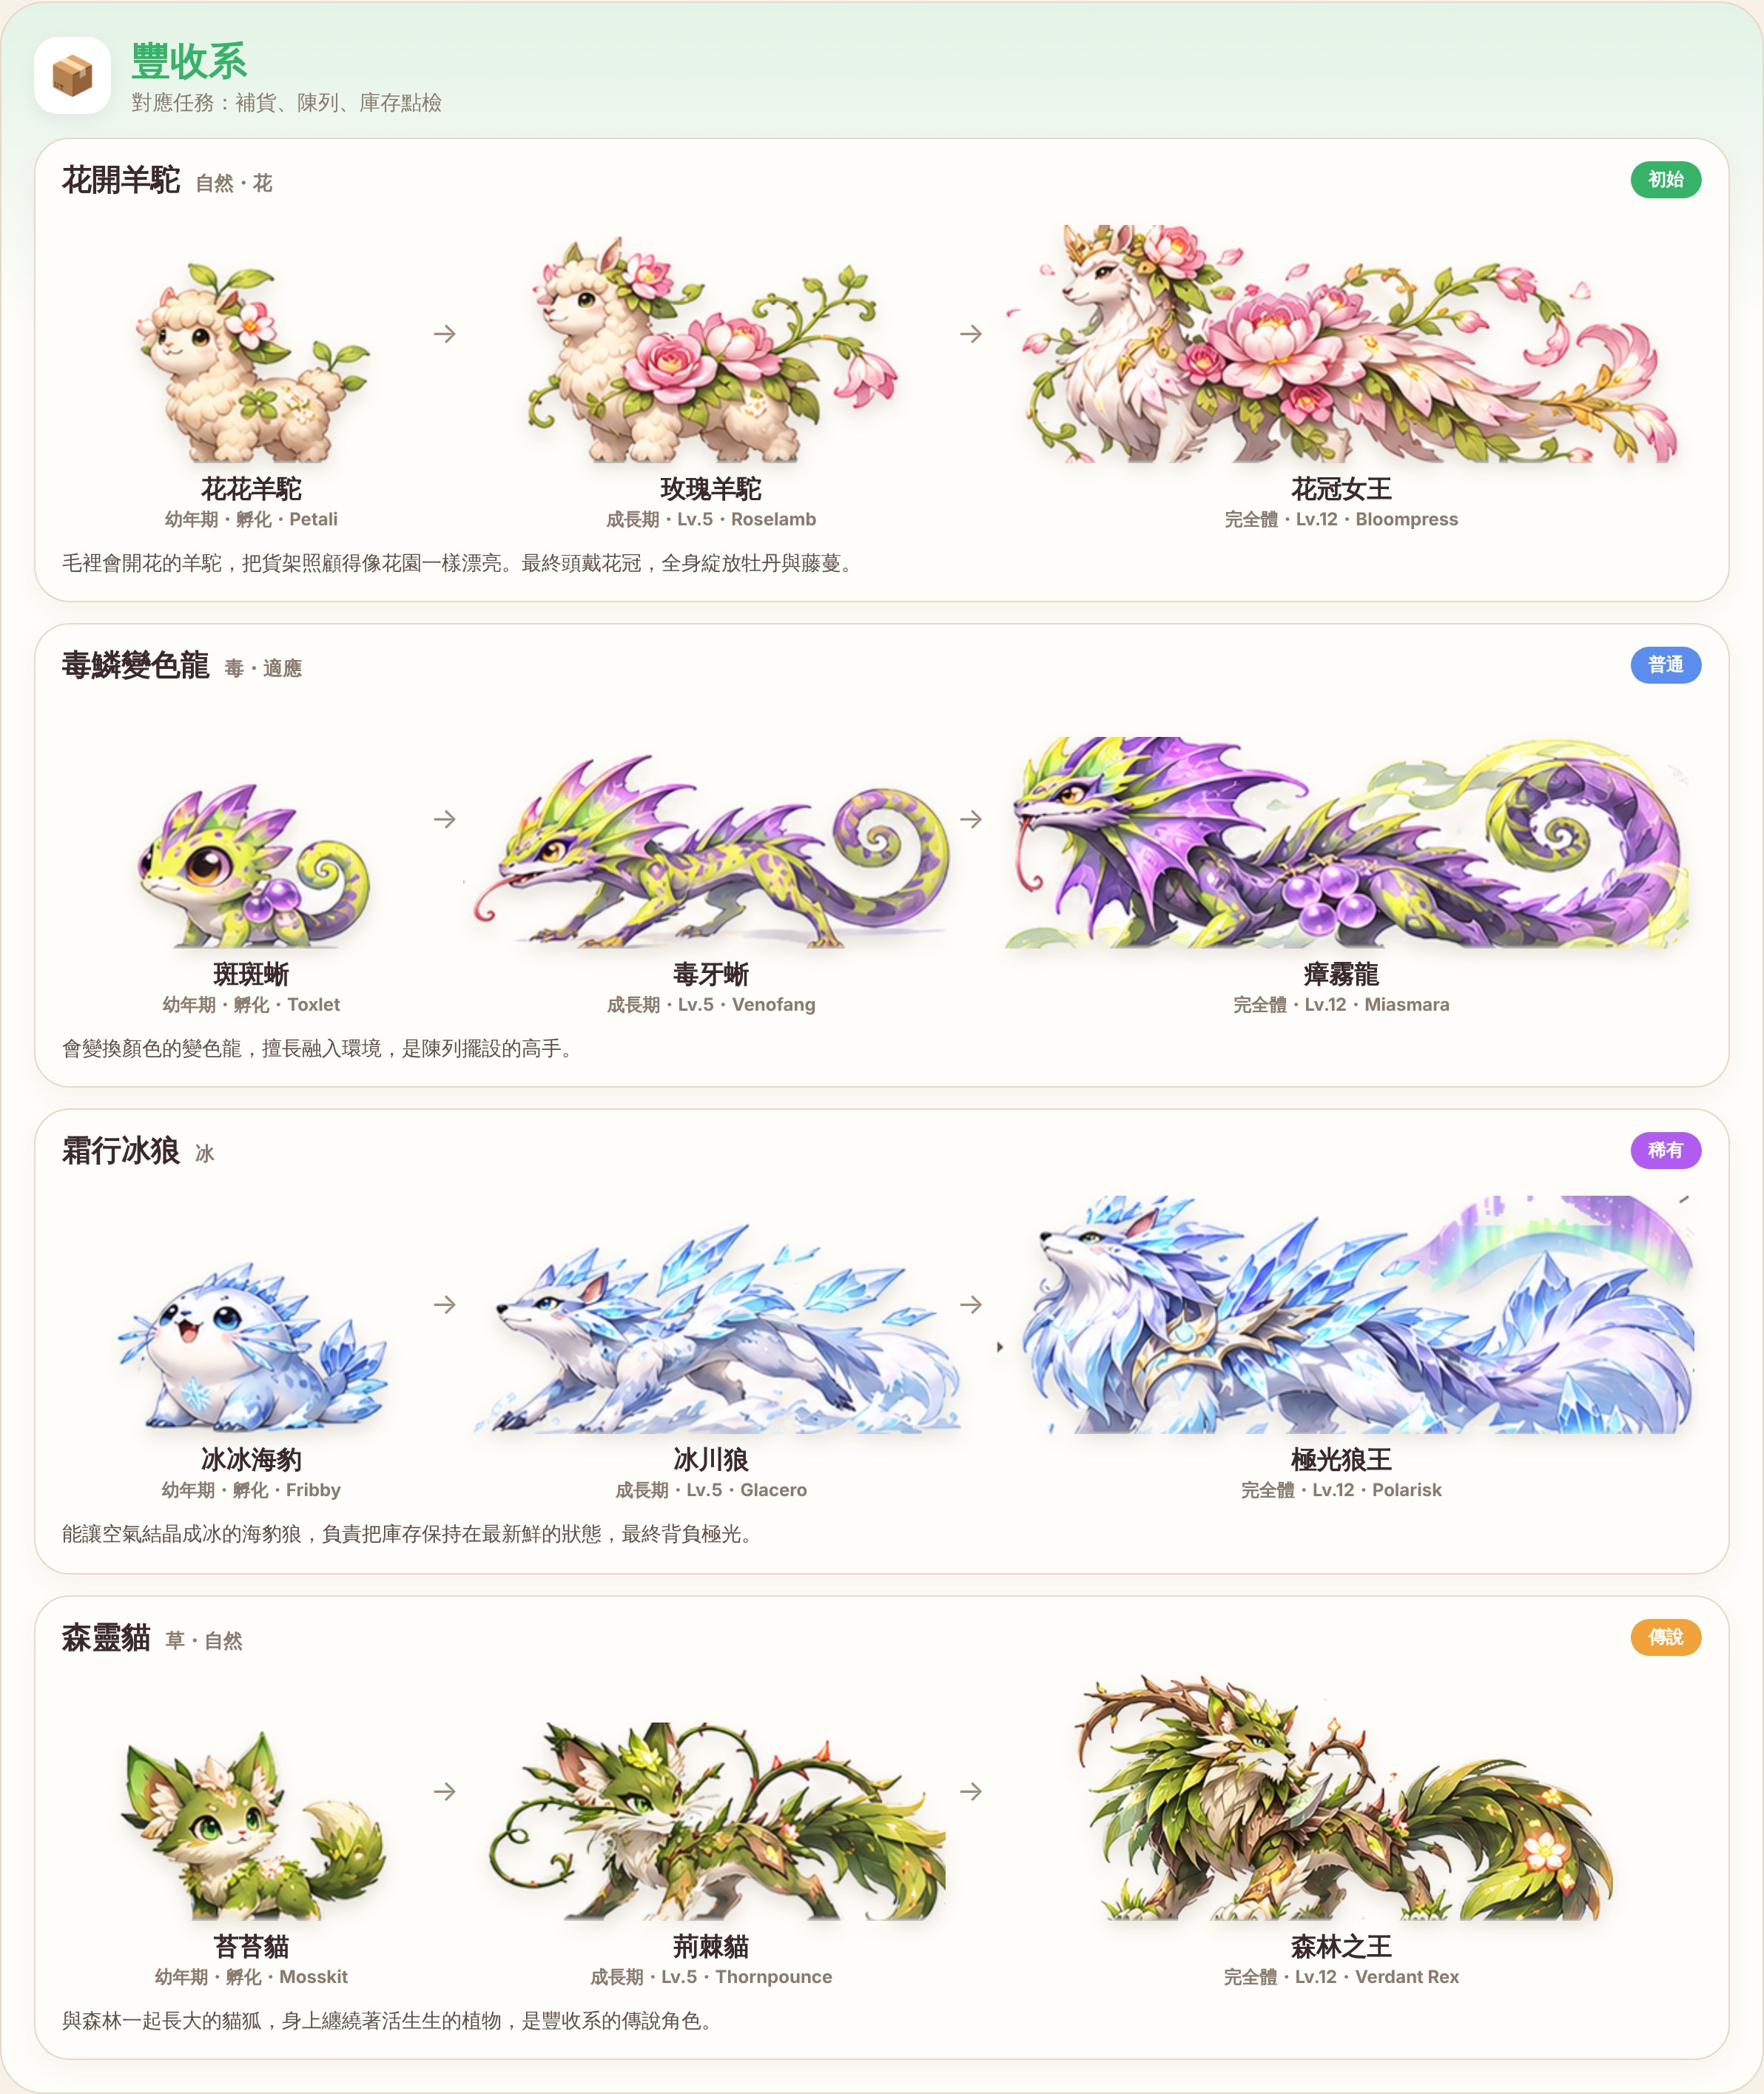 豐收系
對應任務：補貨、陳列、庫存點檢
花開羊駝 自然・花
初始
→ →
花花羊駝
幼年期・孵化・Petali
玫瑰羊駝
成長期・Lv.5・Roselamb
花冠女王
完全體・Lv.12・Bloompress
毛裡會開花的羊駝，把貨架照顧得像花園一樣漂亮。最終頭戴花冠，全身綻放牡丹與藤蔓。
毒鱗變色龍 毒・適應
普通
→ →
斑斑蜥
幼年期・孵化・Toxlet
毒牙蜥
成長期・Lv.5・Venofang
瘴霧龍
完全體・Lv.12・Miasmara
會變換顏色的變色龍，擅長融入環境，是陳列擺設的高手。
霜行冰狼 冰
稀有
→ →
冰冰海豹
幼年期・孵化・Fribby
冰川狼
成長期・Lv.5・Glacero
極光狼王
完全體・Lv.12・Polarisk
能讓空氣結晶成冰的海豹狼，負責把庫存保持在最新鮮的狀態，最終背負極光。
森靈貓 草・自然
傳說
→ →
苔苔貓
幼年期・孵化・Mosskit
荊棘貓
成長期・Lv.5・Thornpounce
森林之王
完全體・Lv.12・Verdant Rex
與森林一起長大的貓狐，身上纏繞著活生生的植物，是豐收系的傳說角色。